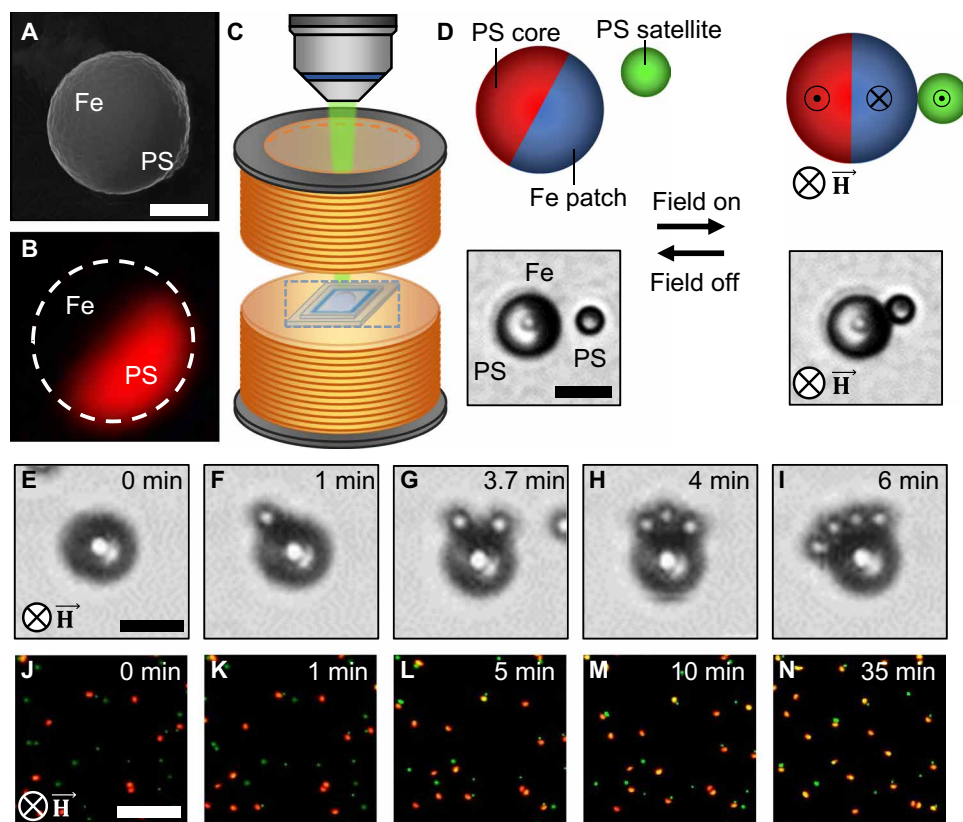 A
Fe
PS
B
Fe
PS
C
D
PS core
PS satellite
Fe patch
Field on
Field off
H
Fe
PS
PS
H
E
0 min
H
F
1 min
G
3.7 min
H
4 min
I
6 min
J
0 min
H
K
1 min
L
5 min
M
10 min
N
35 min